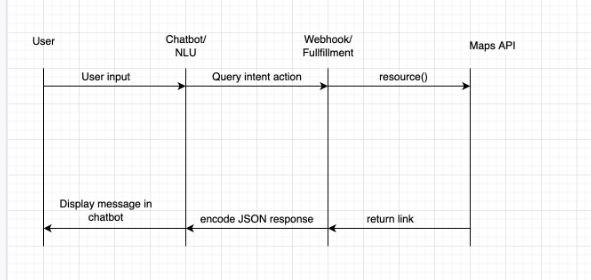 User
Chatbot/
NLU
Webhook/
Fullfillment
Maps API
User input
Query intent action
resource()
Display message in
chatbot
encode JSON response
return link